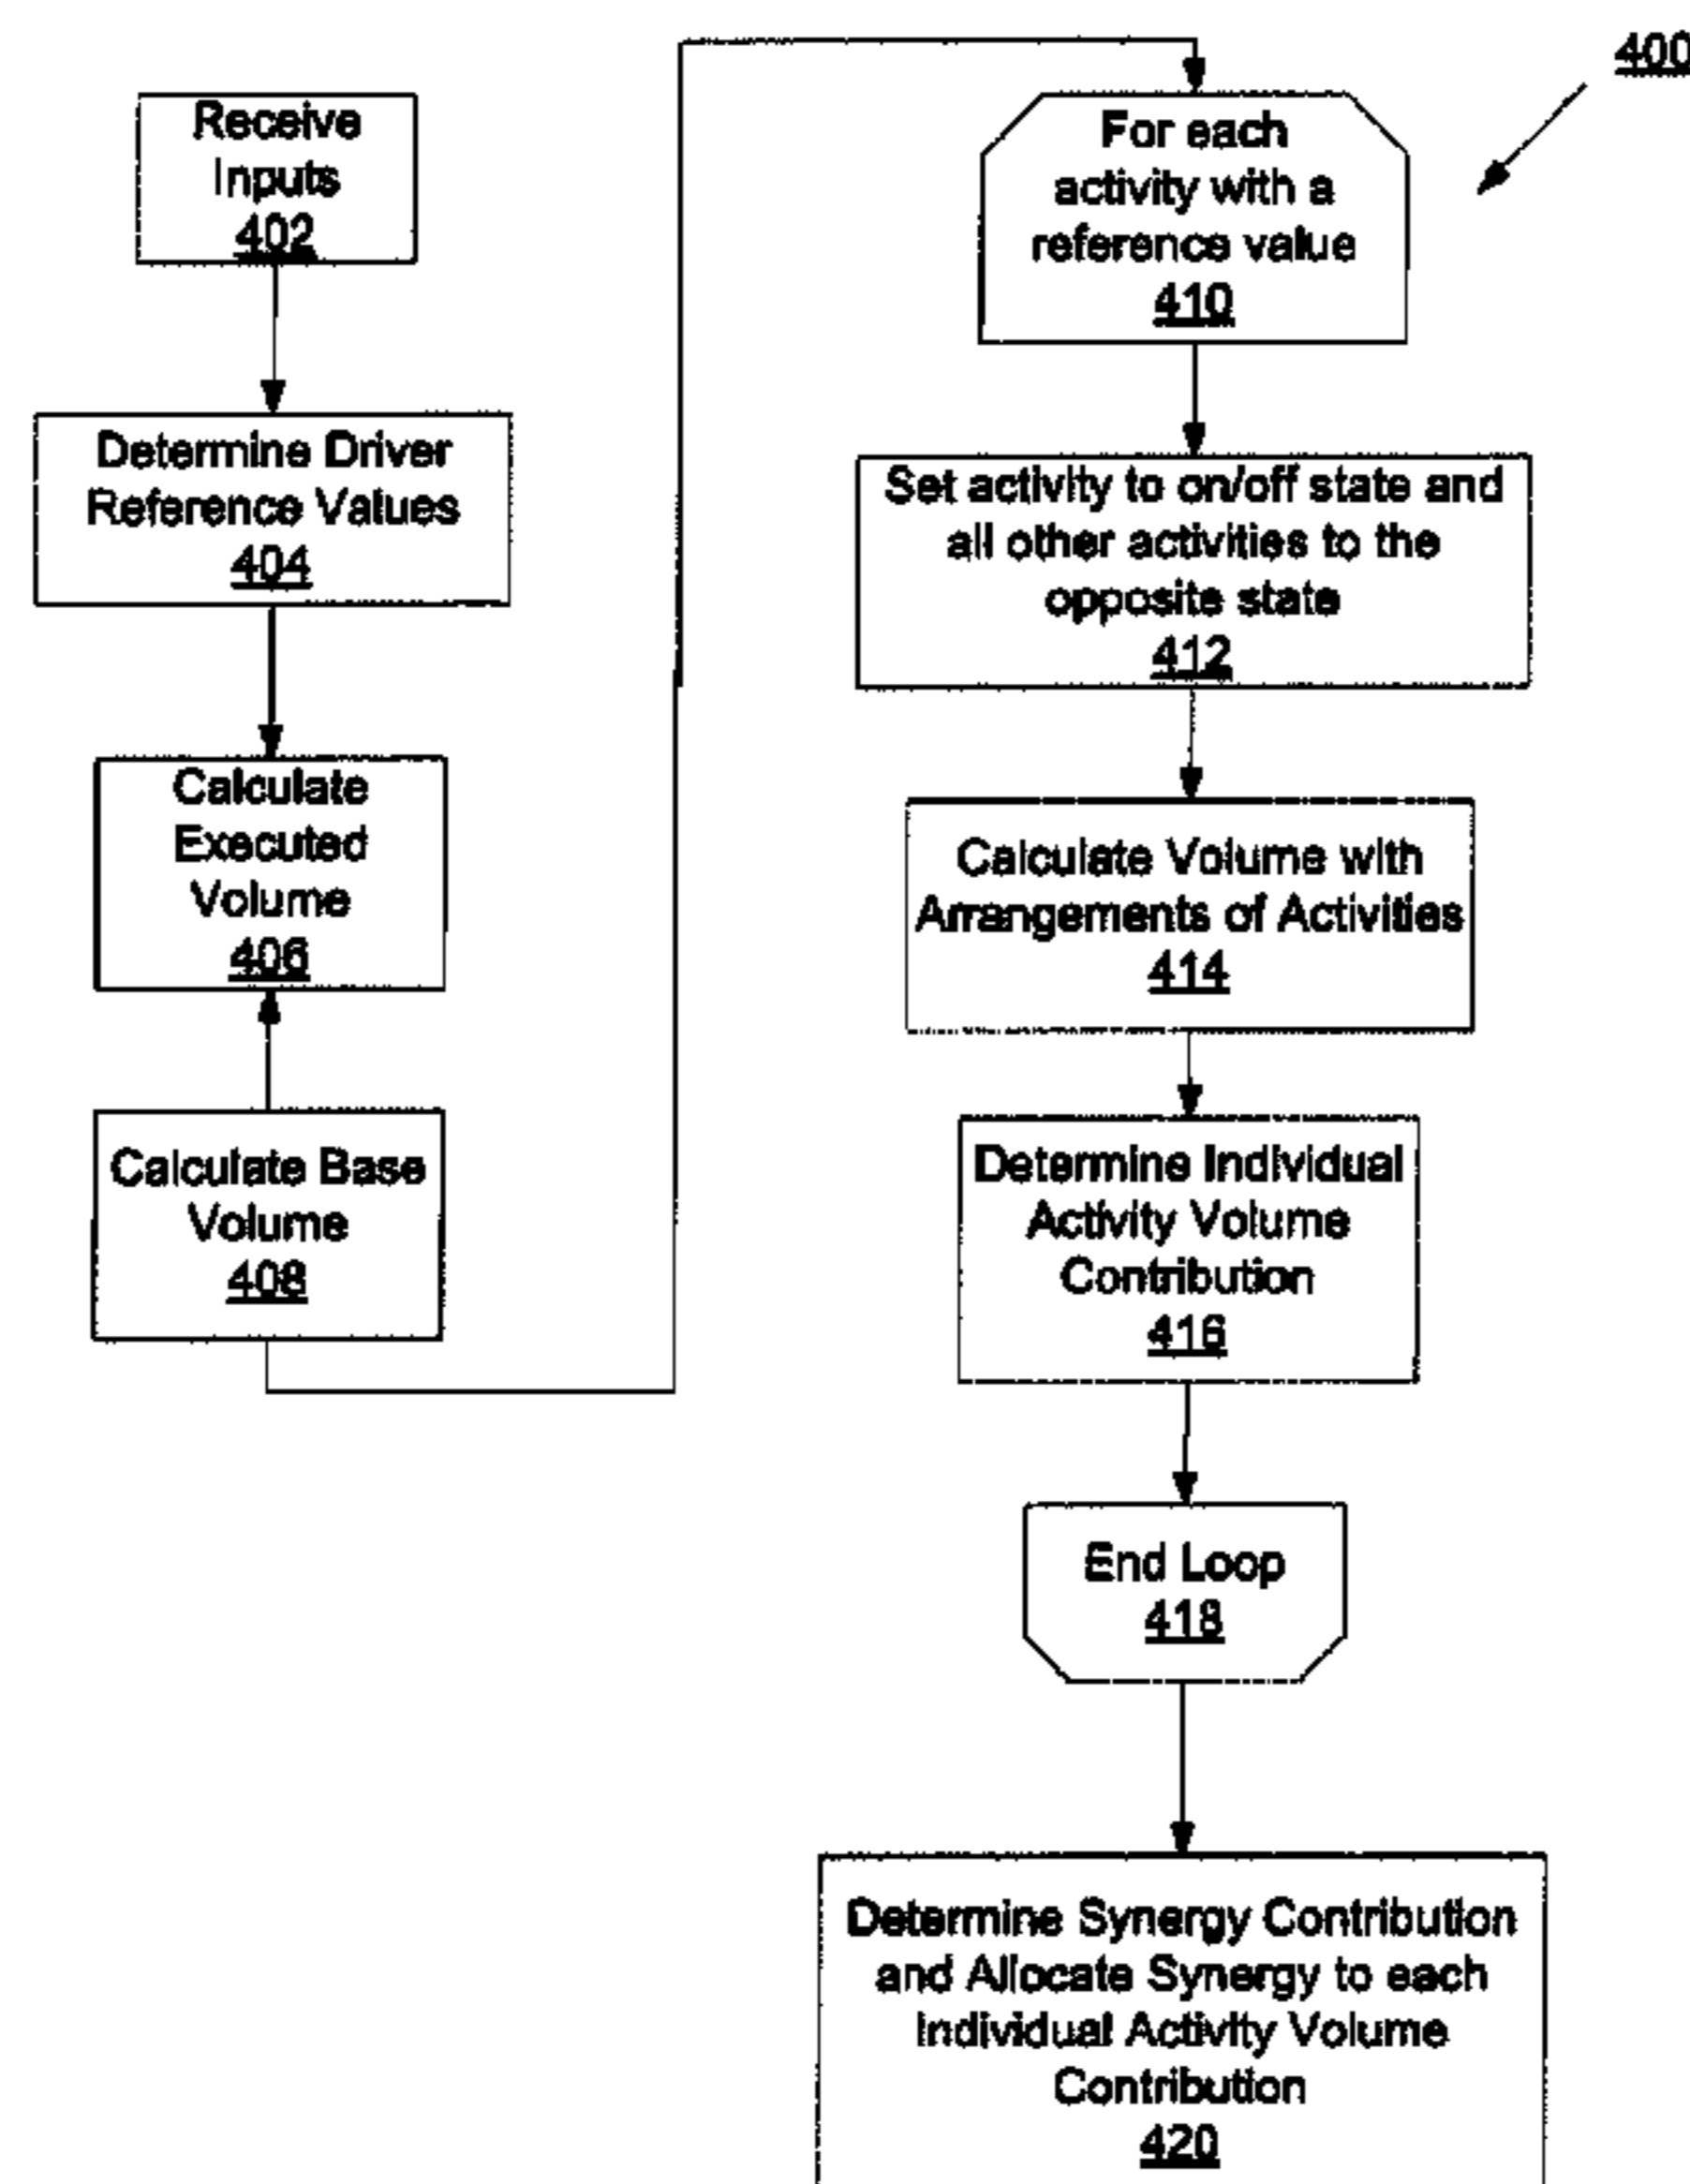 400
Receive
Inputs
402
Determine Driver
Reference Values
404
Calculate
Executed
Volume
406
Calculate Base
Volume
408
For each
activity with a
reference value
410
Set activity to on/off state and
all other activities to the
opposite state
412
Calculate Volume with
Arrangements of Activities
414
Determine Individual
Activity Volume
Contribution
416
End Loop
418
Determine Synergy Contribution
and Allocate Synergy to each
Individual Activity Volume
Contribution
420